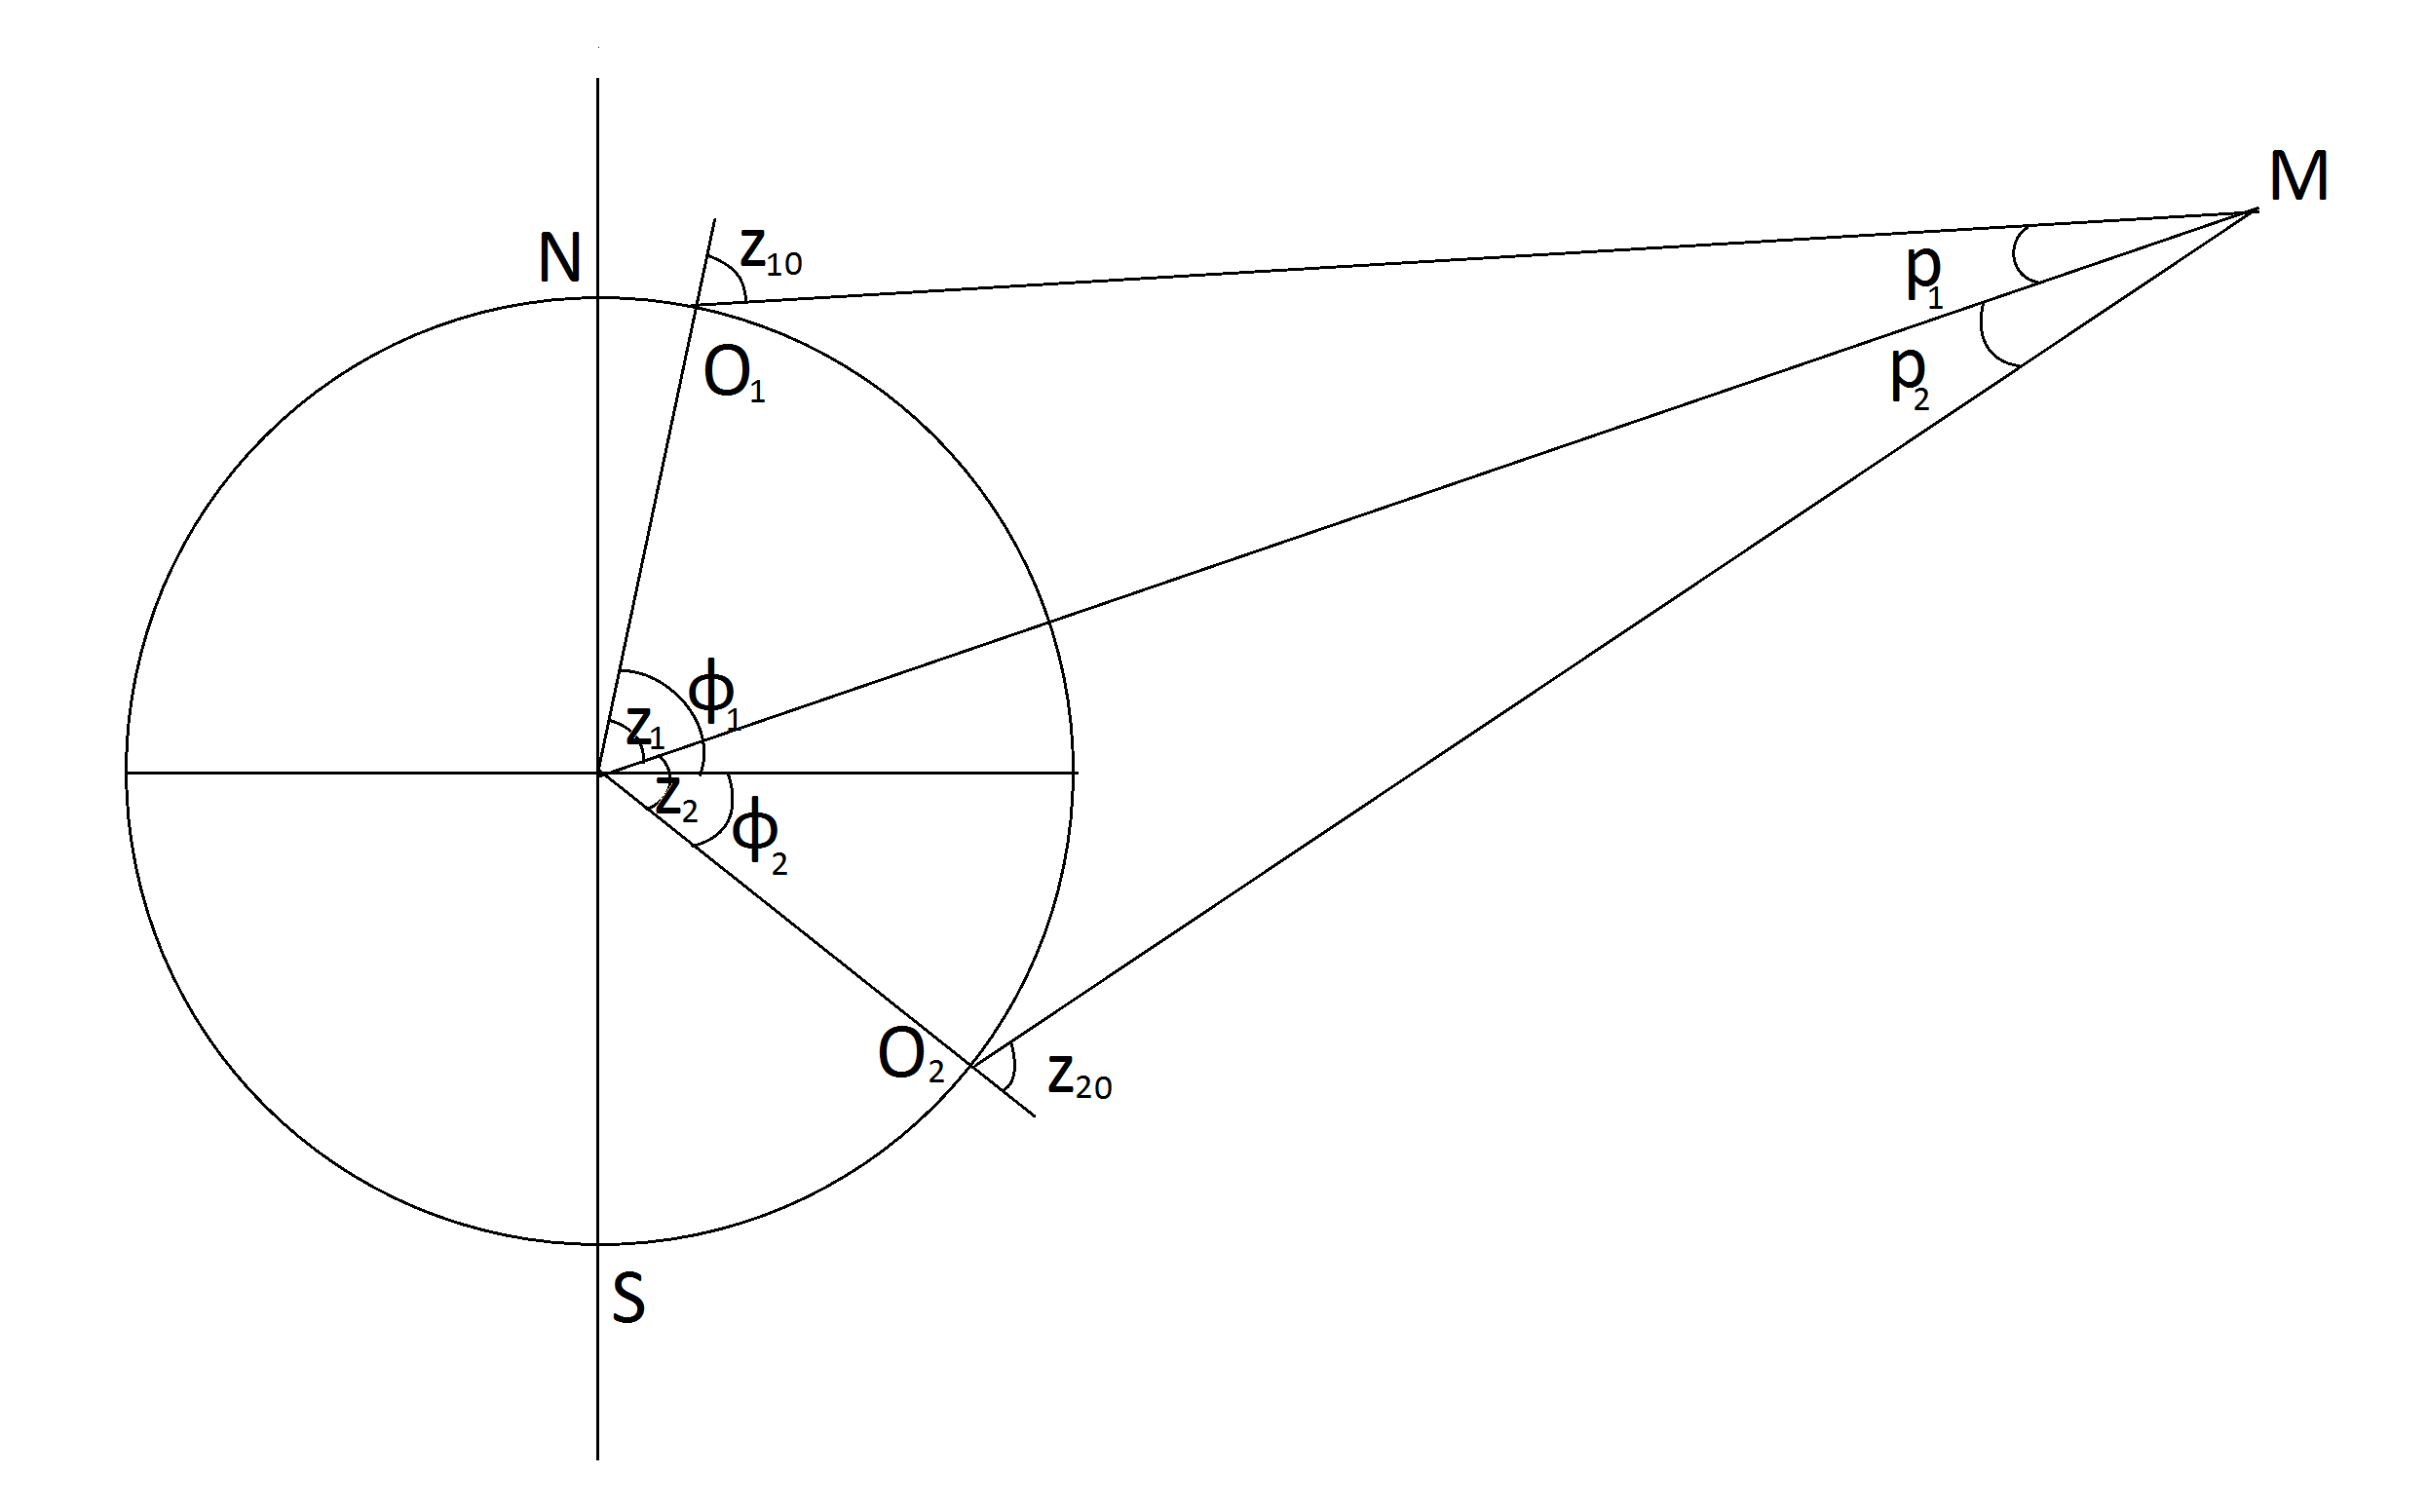 M
N
z₁₀
p₁
O₁
p₂
ϕ₁
z₁
z₂
ϕ₂
O₂
z₂₀
S